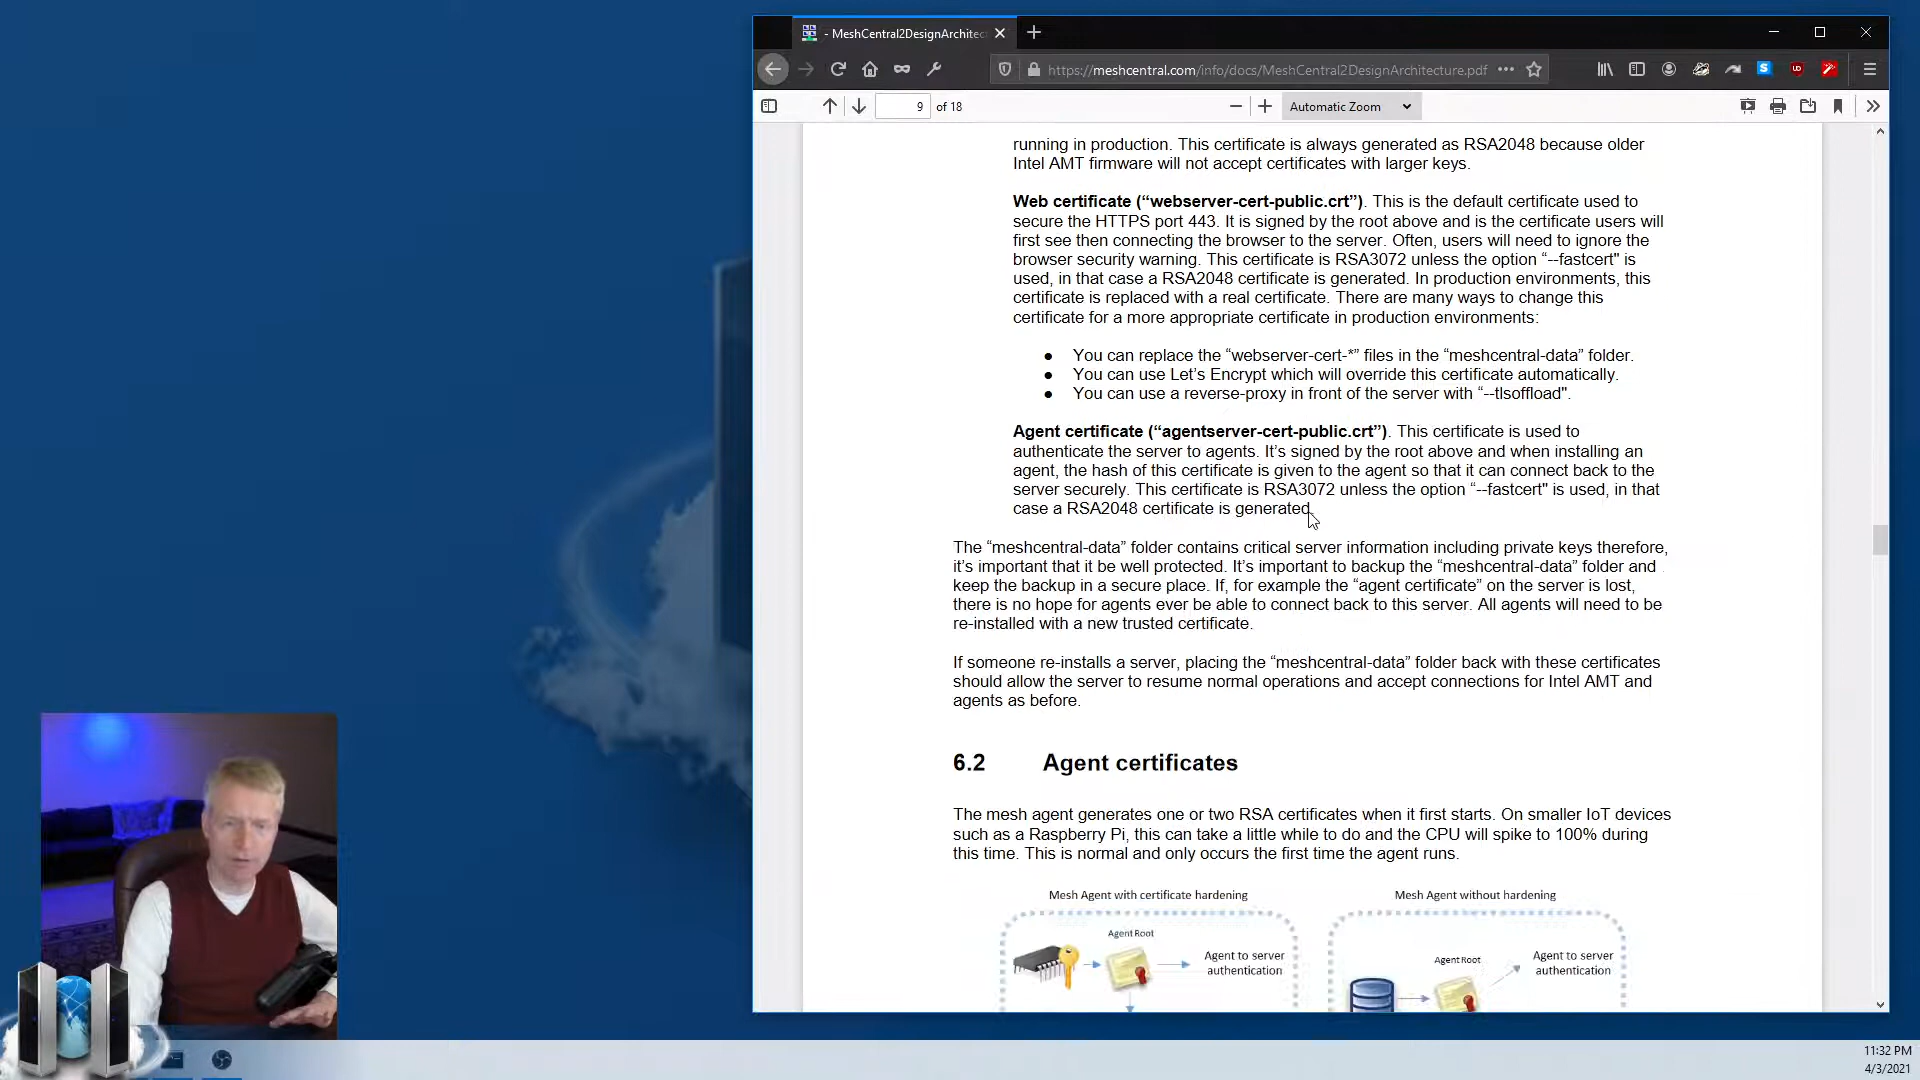 - MeshCentral2DesignArchitec
https://meshcentral.com/info/docs/MeshCentral2DesignArchitecture.pdf
9 of 18
Automatic Zoom
running in production. This certificate is always generated as RSA2048 because older
Intel AMT firmware will not accept certificates with larger keys.
Web certificate (“webserver-cert-public.crt”). This is the default certificate used to
secure the HTTPS port 443. It is signed by the root above and is the certificate users will
first see then connecting the browser to the server. Often, users will need to ignore the
browser security warning. This certificate is RSA3072 unless the option “--fastcert" is
used, in that case a RSA2048 certificate is generated. In production environments, this
certificate is replaced with a real certificate. There are many ways to change this
certificate for a more appropriate certificate in production environments:
● You can replace the “webserver-cert-*” files in the “meshcentral-data” folder.
● You can use Let’s Encrypt which will override this certificate automatically.
● You can use a reverse-proxy in front of the server with “--tlsoffload".
Agent certificate (“agentserver-cert-public.crt”). This certificate is used to
authenticate the server to agents. It’s signed by the root above and when installing an
agent, the hash of this certificate is given to the agent so that it can connect back to the
server securely. This certificate is RSA3072 unless the option “--fastcert" is used, in that
case a RSA2048 certificate is generated.
The “meshcentral-data” folder contains critical server information including private keys therefore,
it’s important that it be well protected. It’s important to backup the “meshcentral-data” folder and
keep the backup in a secure place. If, for example the “agent certificate” on the server is lost,
there is no hope for agents ever be able to connect back to this server. All agents will need to be
re-installed with a new trusted certificate.
If someone re-installs a server, placing the “meshcentral-data” folder back with these certificates
should allow the server to resume normal operations and accept connections for Intel AMT and
agents as before.
6.2 Agent certificates
The mesh agent generates one or two RSA certificates when it first starts. On smaller IoT devices
such as a Raspberry Pi, this can take a little while to do and the CPU will spike to 100% during
this time. This is normal and only occurs the first time the agent runs.
Mesh Agent with certificate hardening
Agent Root
Agent to server
authentication
Mesh Agent without hardening
Agent Root
Agent to server
authentication
11:32 PM
4/3/2021